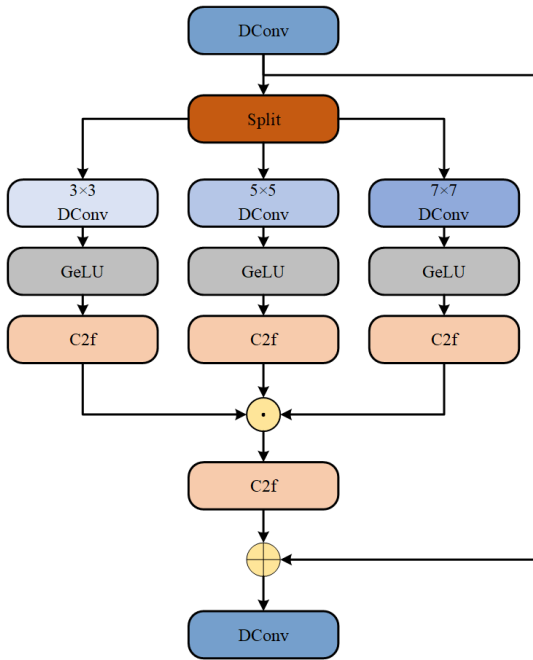 DConv
Split
3×3
DConv
5×5
DConv
7×7
DConv
GeLU
GeLU
GeLU
C2f
C2f
C2f
C2f
DConv